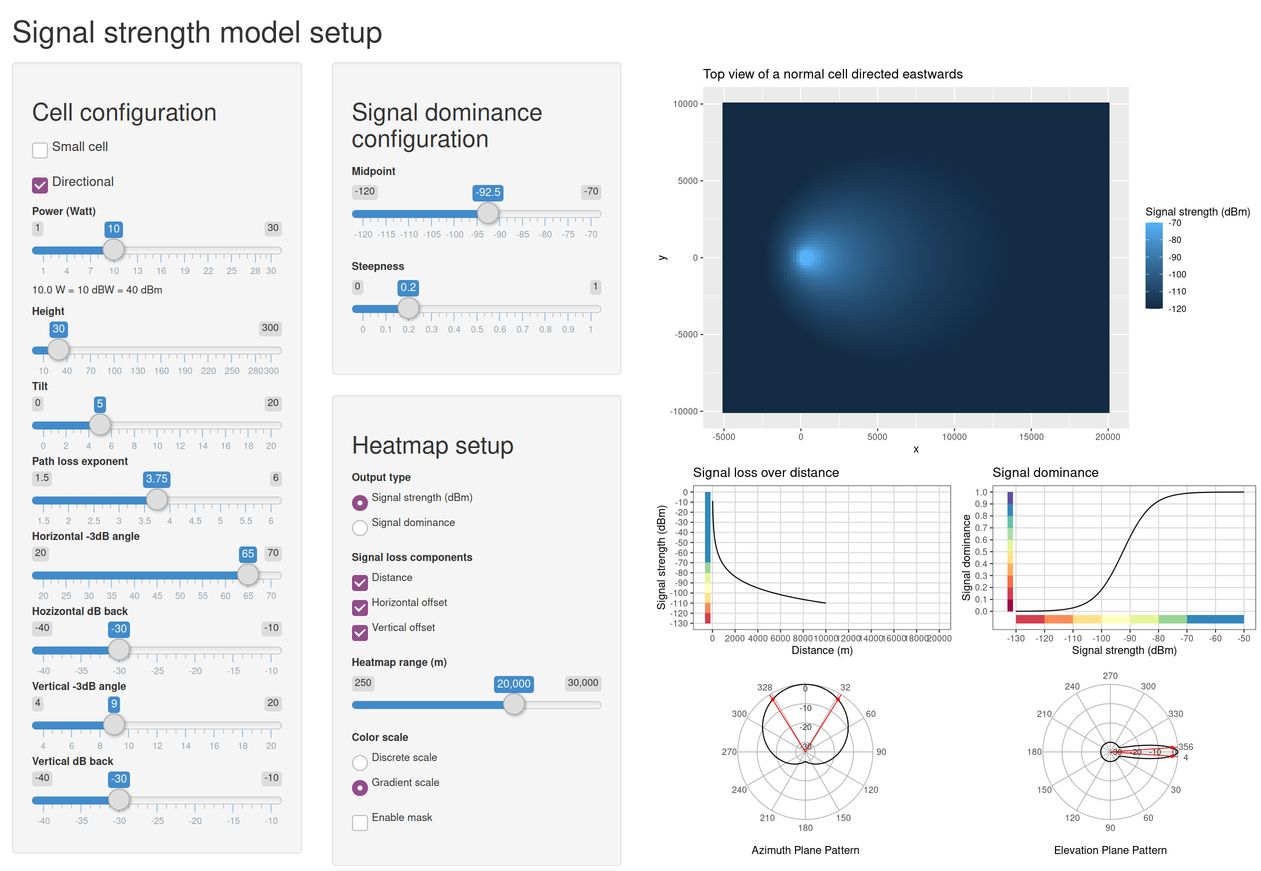 Signal strength model setup
Cell configuration
Small cell
Directional
Power (Watt)
1 10 30
1 4 7 10 13 16 19 22 25 28 30
10.0 W = 10 dBW = 40 dBm
Height
30 300
10 40 70 100 130 160 190 220 250 280300
Tilt
0 5 20
0 2 4 6 8 10 12 14 16 18 20
Path loss exponent
1.5 3.75 6
1.5 2 2.5 3 3.5 4 4.5 5 5.5 6
Horizontal -3dB angle
20 65 70
20 25 30 35 40 45 50 55 60 65 70
Hozizontal dB back
-40 -30 -10
-40 -35 -30 -25 -20 -15 -10
Vertical -3dB angle
4 9 20
4 6 8 10 12 14 16 18 20
Vertical dB back
-40 -30 -10
-40 -35 -30 -25 -20 -15 -10
Signal dominance
configuration
Midpoint
-120 -92.5 -70
-120 -115 -110 -105 -100 -95 -90 -85 -80 -75 -70
Steepness
0 0.2 1
0 0.1 0.2 0.3 0.4 0.5 0.6 0.7 0.8 0.9 1
Heatmap setup
Output type
Signal strength (dBm)
Signal dominance
Signal loss components
Distance
Horizontal offset
Vertical offset
Heatmap range (m)
250 20,000 30,000
Color scale
Discrete scale
Gradient scale
Enable mask
Top view of a normal cell directed eastwards
10000
5000
0
-5000
-10000
y
-5000 0 5000 10000 15000 20000
x
Signal strength (dBm)
-70
-80
-90
-100
-110
-120
Signal loss over distance
Signal strength (dBm)
0
-10
-20
-30
-40
-50
-60
-70
-80
-90
-100
-110
-120
-130
0 2000 4000 6000 8000 10000 12000 14000 16000 18000 20000
Distance (m)
Signal dominance
Signal dominance
1.0
0.9
0.8
0.7
0.6
0.5
0.4
0.3
0.2
0.1
0.0
-130 -120 -110 -100 -90 -80 -70 -60 -50
Signal strength (dBm)
328 0 32
300 -10 60
-20
270 -30 90
240 120
210 180 150
Azimuth Plane Pattern
270
240 300
210 330
180 -30 -20 -10 0 356
4
150 30
120 60
90
Elevation Plane Pattern